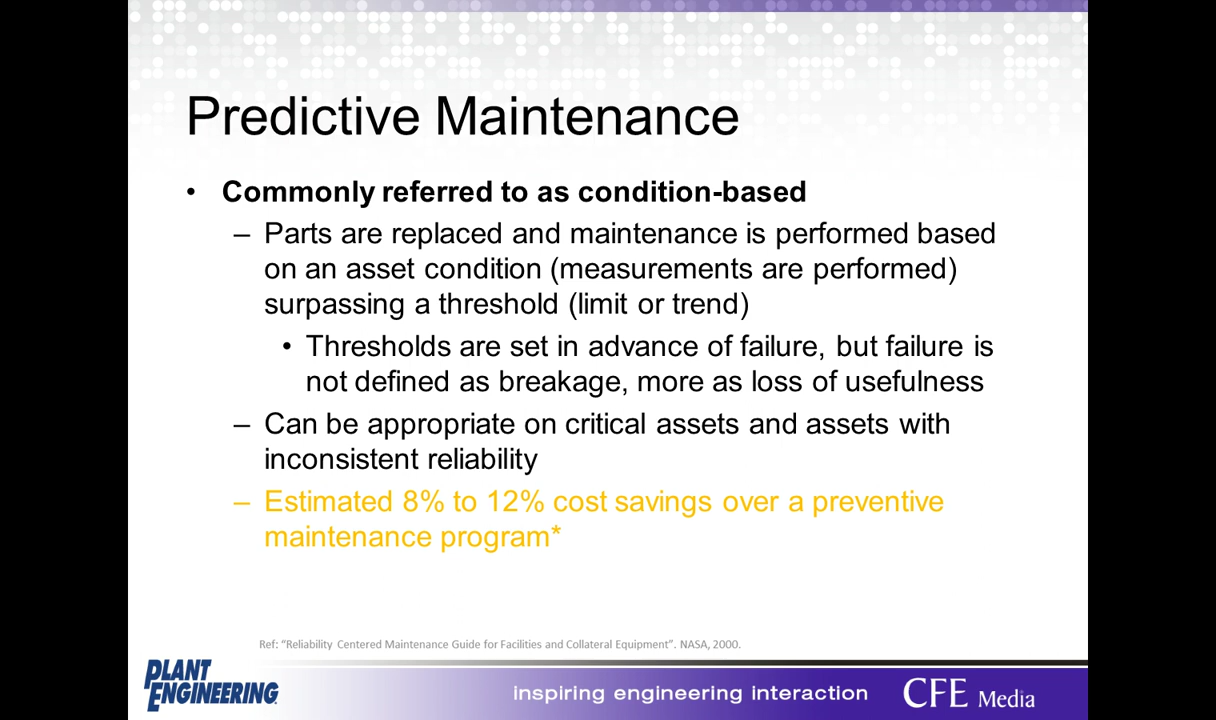 Predictive Maintenance
• Commonly referred to as condition-based
– Parts are replaced and maintenance is performed based
on an asset condition (measurements are performed)
surpassing a threshold (limit or trend)
• Thresholds are set in advance of failure, but failure is
not defined as breakage, more as loss of usefulness
– Can be appropriate on critical assets and assets with
inconsistent reliability
– Estimated 8% to 12% cost savings over a preventive
maintenance program*
Ref: “Reliability Centered Maintenance Guide for Facilities and Collateral Equipment”. NASA, 2000.
PLANT
ENGINEERING
inspiring engineering interaction
CFE Media